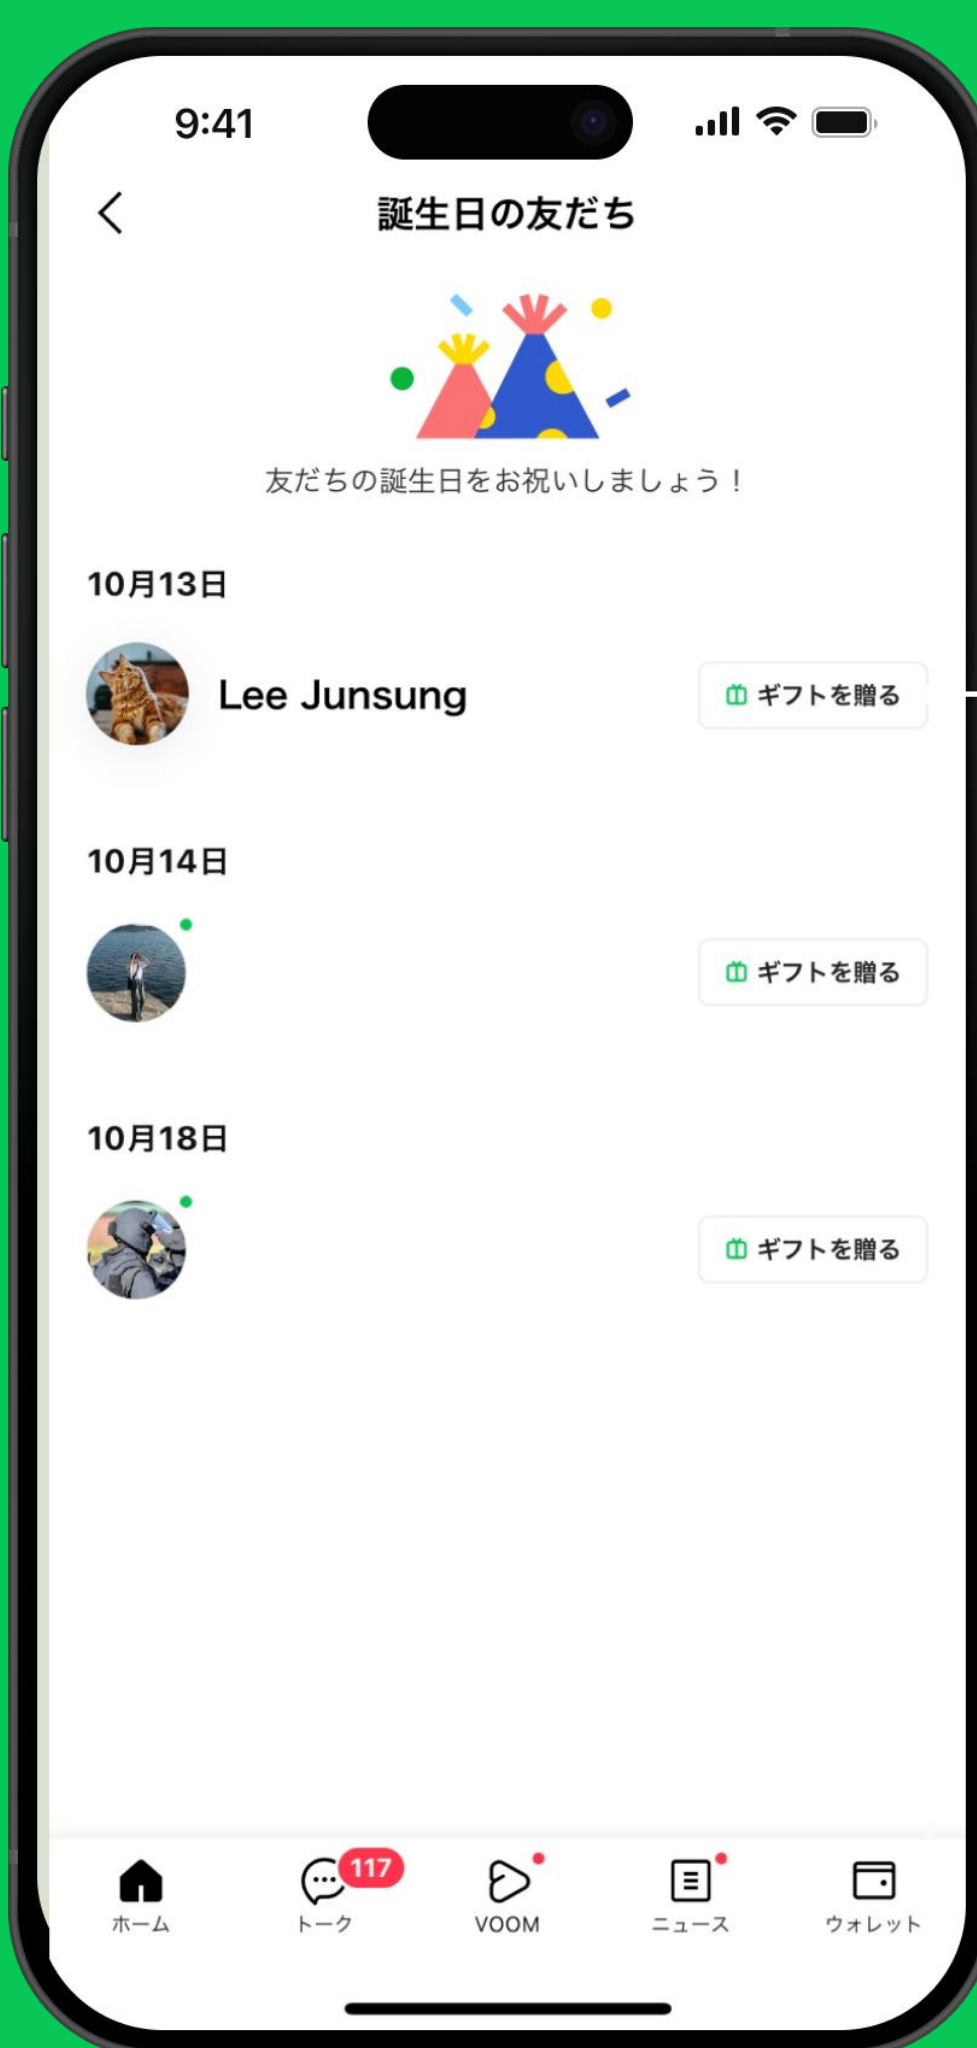 9:41
誕生日の友だち
友だちの誕生日をお祝いしましょう！
10月13日
Lee Junsung
ギフトを贈る
10月14日
ギフトを贈る
10月18日
ギフトを贈る
117
ホーム
トーク
VOOM
ニュース
ウォレット